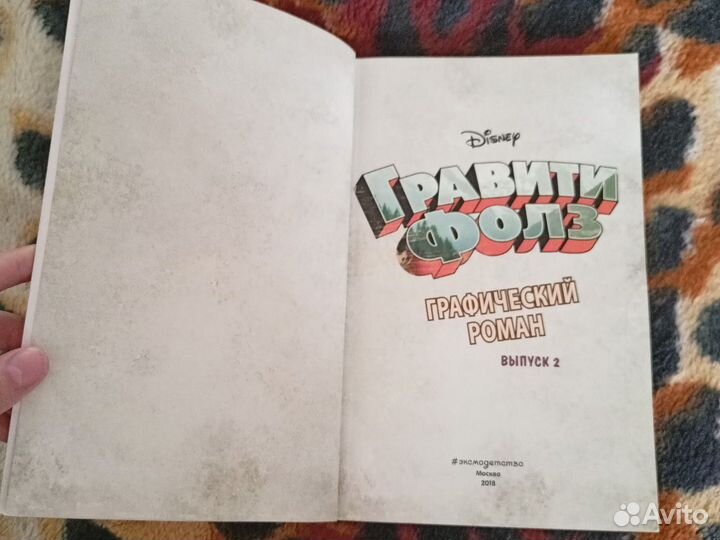 Disney
ГРАВИТИ
ФОЛЗ
ГРАФИЧЕСКИЙ
РОМАН
ВЫПУСК 2
#эксмодетство
Москва
2018
Avito